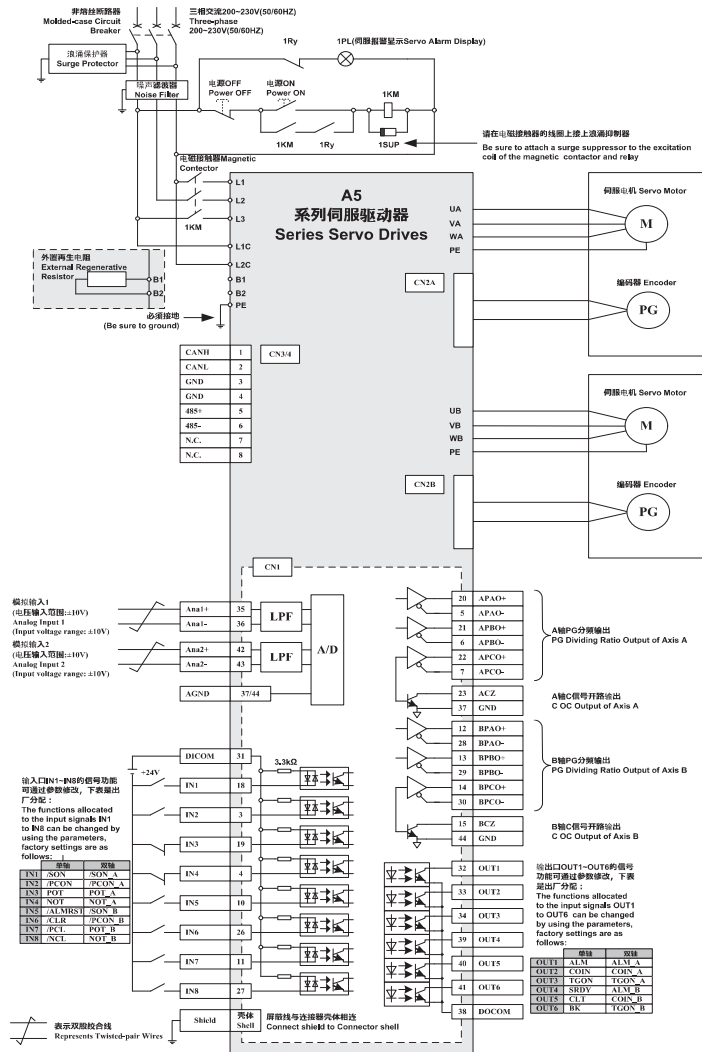 非熔丝断路器
Molded-case Circuit
Breaker
三相交流200~230V(50/60HZ)
Three-phase
200~230V(50/60HZ)
浪涌保护器
Surge Protector
噪声滤波器
Noise Filter
1Ry
1PL(伺服报警显示Servo Alarm Display)
电源OFF
Power OFF
电源ON
Power ON
1KM
1KM
1Ry
1SUP
请在电磁接触器的线圈上接上浪涌抑制器
Be sure to attach a surge suppressor to the excitation
coil of the magnetic contactor and relay
电磁接触器Magnetic
Contector
1KM
L1
L2
L3
L1C
L2C
B1
B2
PE
A5
系列伺服驱动器
Series Servo Drives
外置再生电阻
External Regenerative
Resistor
B1
B2
必须接地
(Be sure to ground)
UA
VA
WA
PE
伺服电机 Servo Motor
M
CN2A
编码器 Encoder
PG
CANH 1
CANL 2
GND 3
GND 4
485+ 5
485- 6
N.C. 7
N.C. 8
CN3/4
UB
VB
WB
PE
伺服电机 Servo Motor
M
CN2B
编码器 Encoder
PG
CN1
模拟输入1
(电压输入范围:±10V)
Analog Input 1
(Input voltage range: ±10V)
Ana1+ 35
Ana1- 36
LPF
模拟输入2
(电压输入范围:±10V)
Analog Input 2
(Input voltage range: ±10V)
Ana2+ 42
Ana2- 43
LPF
A/D
AGND 37/44
20 APAO+
5 APAO-
21 APBO+
6 APBO-
22 APCO+
7 APCO-
A轴PG分频输出
PG Dividing Ratio Output of Axis A
23 ACZ
37 GND
A轴C信号开路输出
C OC Output of Axis A
12 BPAO+
28 BPAO-
13 BPBO+
29 BPBO-
14 BPCO+
30 BPCO-
B轴PG分频输出
PG Dividing Ratio Output of Axis B
15 BCZ
44 GND
B轴C信号开路输出
C OC Output of Axis B
+24V
DICOM 31
3.3kΩ
IN1 18
IN2 3
IN3 19
IN4 4
IN5 10
IN6 26
IN7 11
IN8 27
输入口IN1~IN8的信号功能
可通过参数修改，下表是出
厂分配：
The functions allocated
to the input signals IN1
to IN8 can be changed by
using the parameters,
factory settings are as
follows:
单轴 双轴
IN1 /SON /SON_A
IN2 /PCON /PCON_A
IN3 POT POT_A
IN4 NOT NOT_A
IN5 /ALMRST /SON_B
IN6 /CLR /PCON_B
IN7 /PCL POT_B
IN8 /NCL NOT_B
32 OUT1
33 OUT2
34 OUT3
39 OUT4
40 OUT5
41 OUT6
38 DOCOM
输出口OUT1~OUT6的信号
功能可通过参数修改，下表
是出厂分配：
The functions allocated
to the input signals OUT1
to OUT6 can be changed
by using the parameters,
factory settings are as
follows:
单轴 双轴
OUT1 ALM ALM_A
OUT2 COIN COIN_A
OUT3 TGON TGON_A
OUT4 SRDY ALM_B
OUT5 CLT COIN_B
OUT6 BK TGON_B
Shield 壳体
Shell
屏蔽线与连接器壳体相连
Connect shield to Connector shell
表示双股绞合线
Represents Twisted-pair Wires